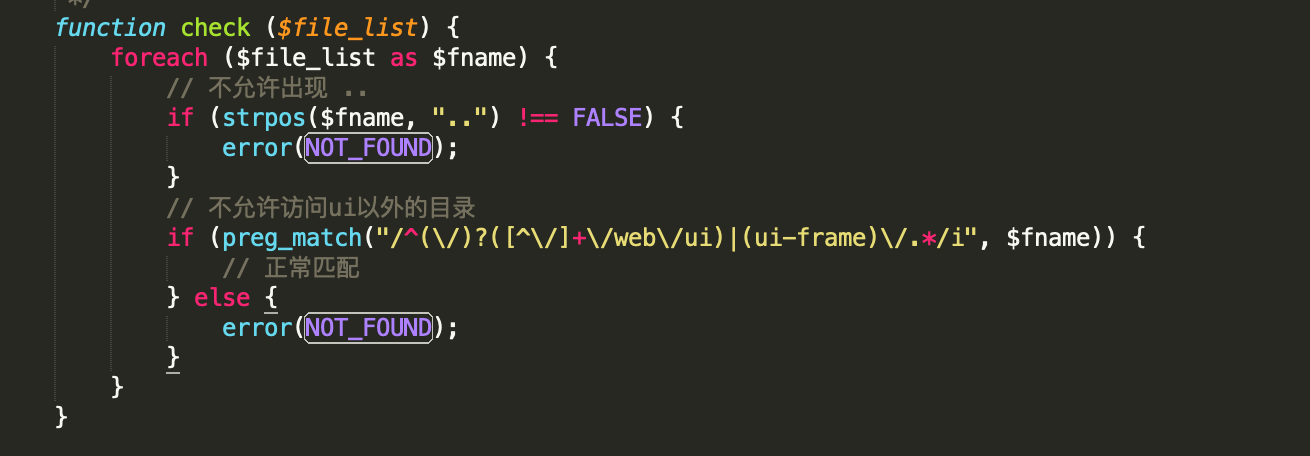 */
function check ($file_list) {
    foreach ($file_list as $fname) {
        // 不允许出现 ..
        if (strpos($fname, "..") !== FALSE) {
            error(NOT_FOUND);
        }
        // 不允许访问ui以外的目录
        if (preg_match("/^(\/)?([^\/]+\/web\/ui)|(ui-frame)\/.*/i", $fname)) {
            // 正常匹配
        } else {
            error(NOT_FOUND);
        }
    }
}